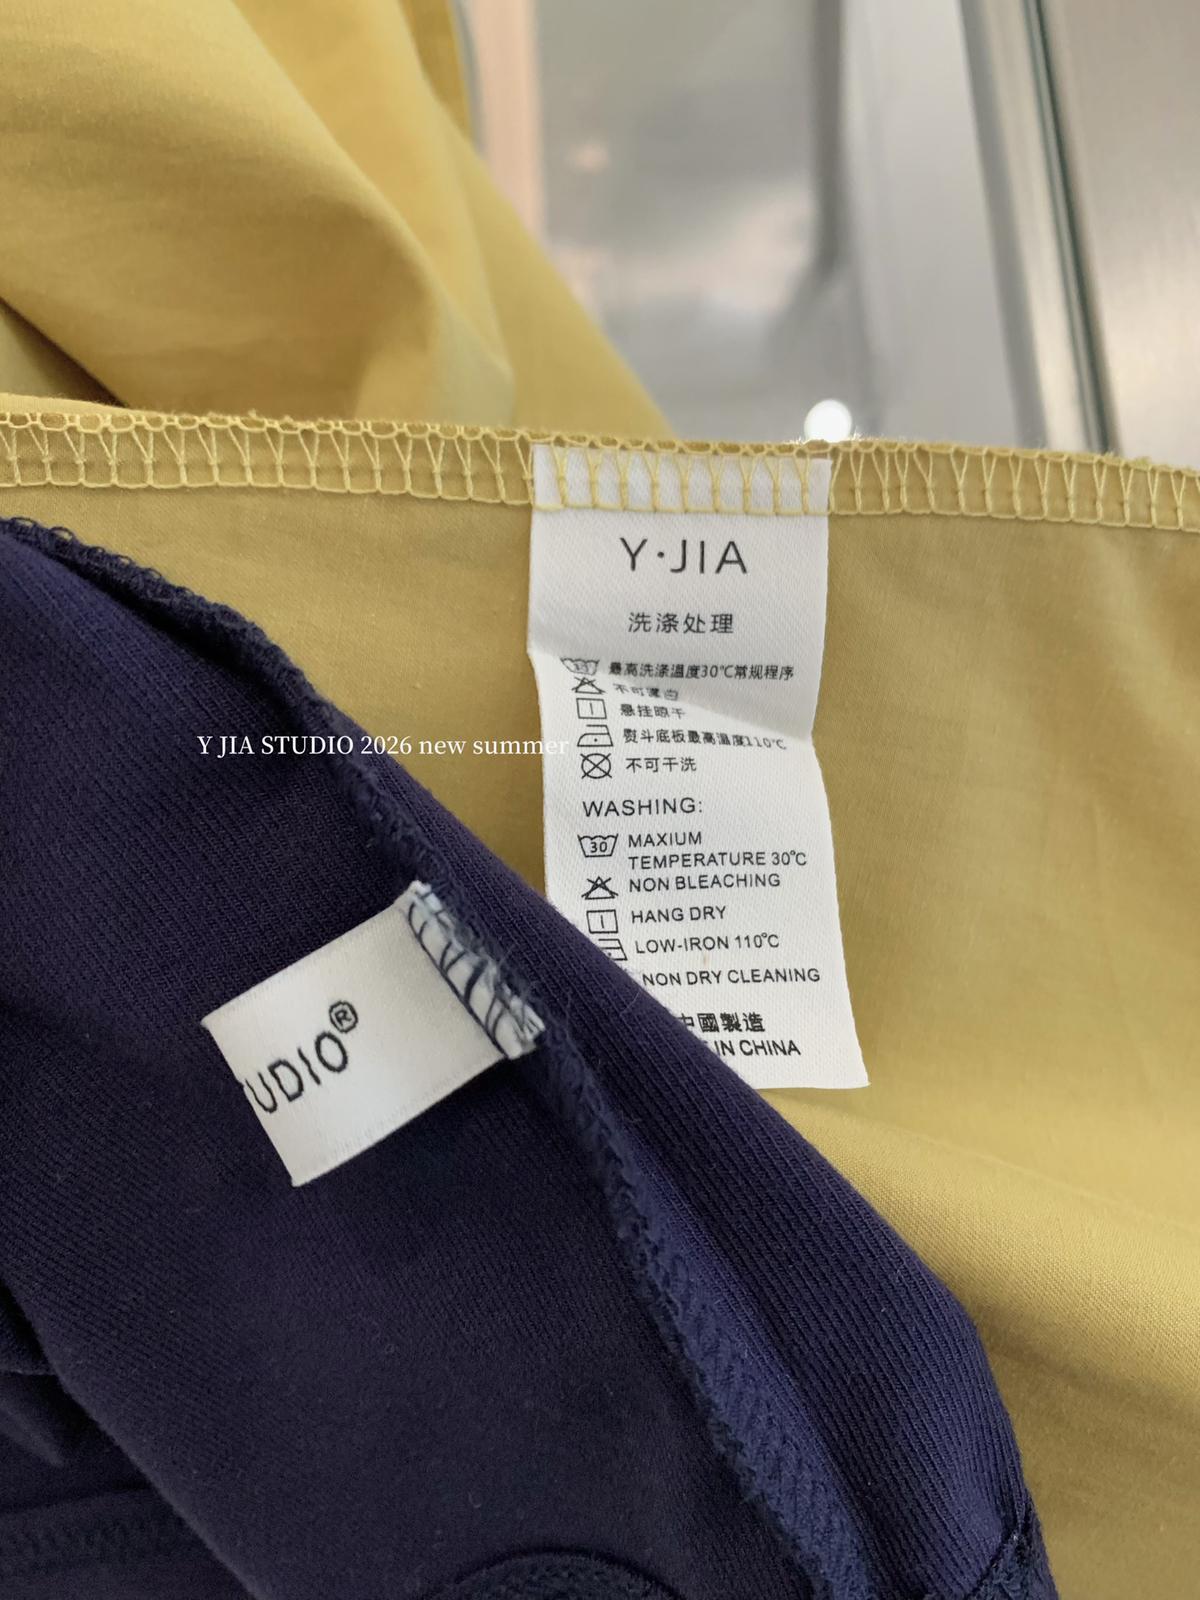 Y·JIA
洗涤处理
30 最高洗涤温度30℃常规程序
不可漂白
悬挂晾干
熨斗底板最高温度110℃
不可干洗
Y JIA STUDIO 2026 new summer
WASHING:
30 MAXIUM
TEMPERATURE 30℃
NON BLEACHING
HANG DRY
LOW-IRON 110℃
NON DRY CLEANING
中國製造
IN CHINA
UDIO®